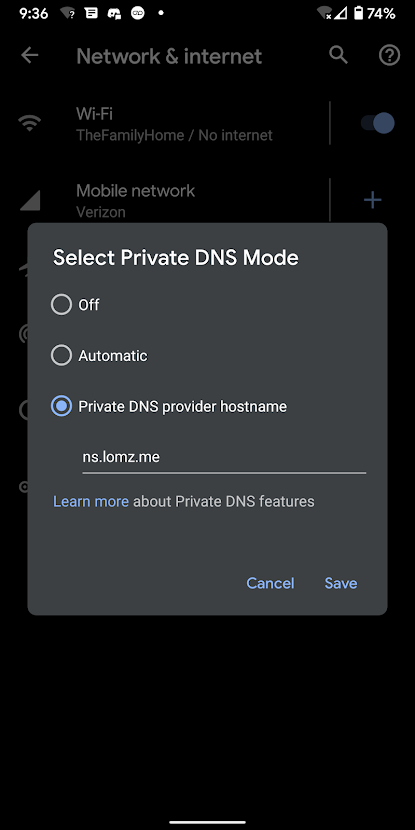 9:36
74%
Network & internet
Wi-Fi
TheFamilyHome / No internet
Mobile network
Verizon
Select Private DNS Mode
Off
Automatic
Private DNS provider hostname
ns.lomz.me
Learn more about Private DNS features
Cancel
Save